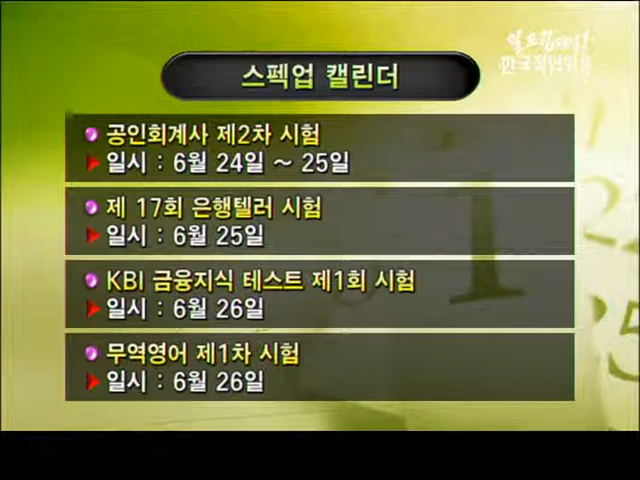 스펙업 캘린더
공인회계사 제2차 시험
일시 : 6월 24일 ~ 25일
제 17회 은행텔러 시험
일시 : 6월 25일
KBI 금융지식 테스트 제1회 시험
일시 : 6월 26일
무역영어 제1차 시험
일시 : 6월 26일
1